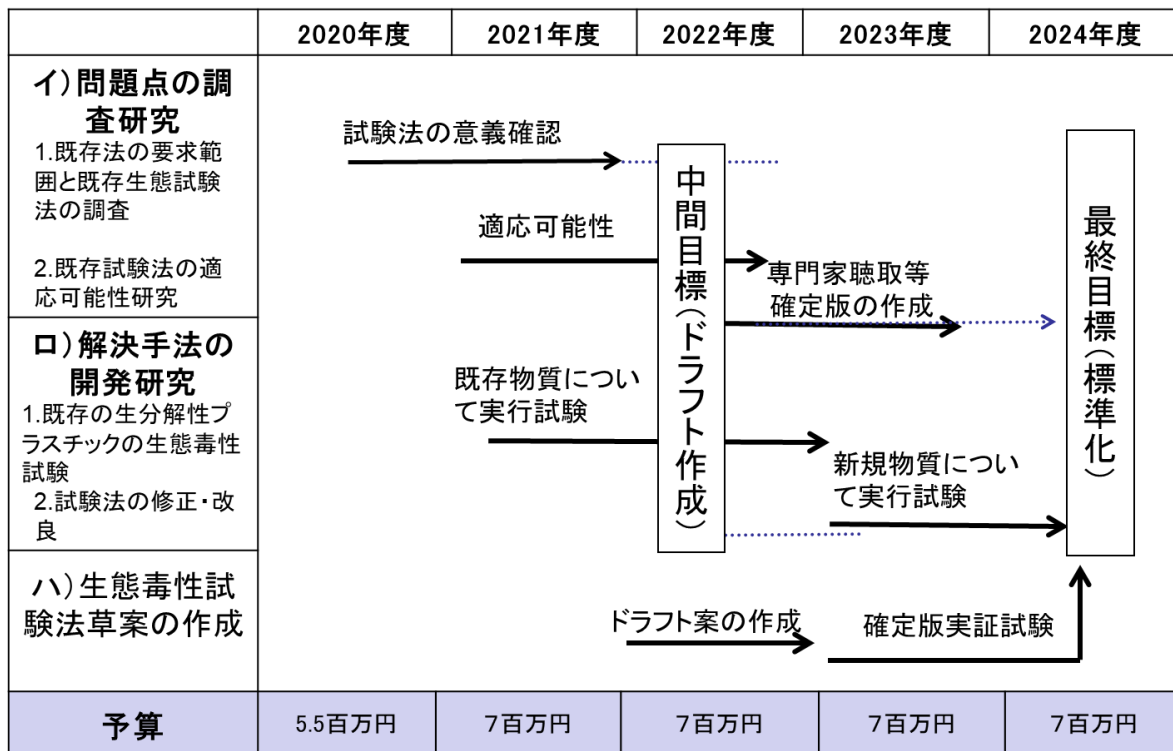 2020年度
2021年度
2022年度
2023年度
2024年度
イ)問題点の調
査研究
1.既存法の要求範
囲と既存生態試験
法の調査
2.既存試験法の適
応可能性研究
試験法の意義確認
適応可能性
専門家聴取等
確定版の作成
中間目標(ドラフト作成)
最終目標(標準化)
ロ)解決手法の
開発研究
1.既存の生分解性プ
ラスチックの生態毒性
試験
2.試験法の修正・改
良
既存物質につい
て実行試験
新規物質につい
て実行試験
ハ)生態毒性試
験法草案の作成
ドラフト案の作成
確定版実証試験
予算
5.5百万円
7百万円
7百万円
7百万円
7百万円